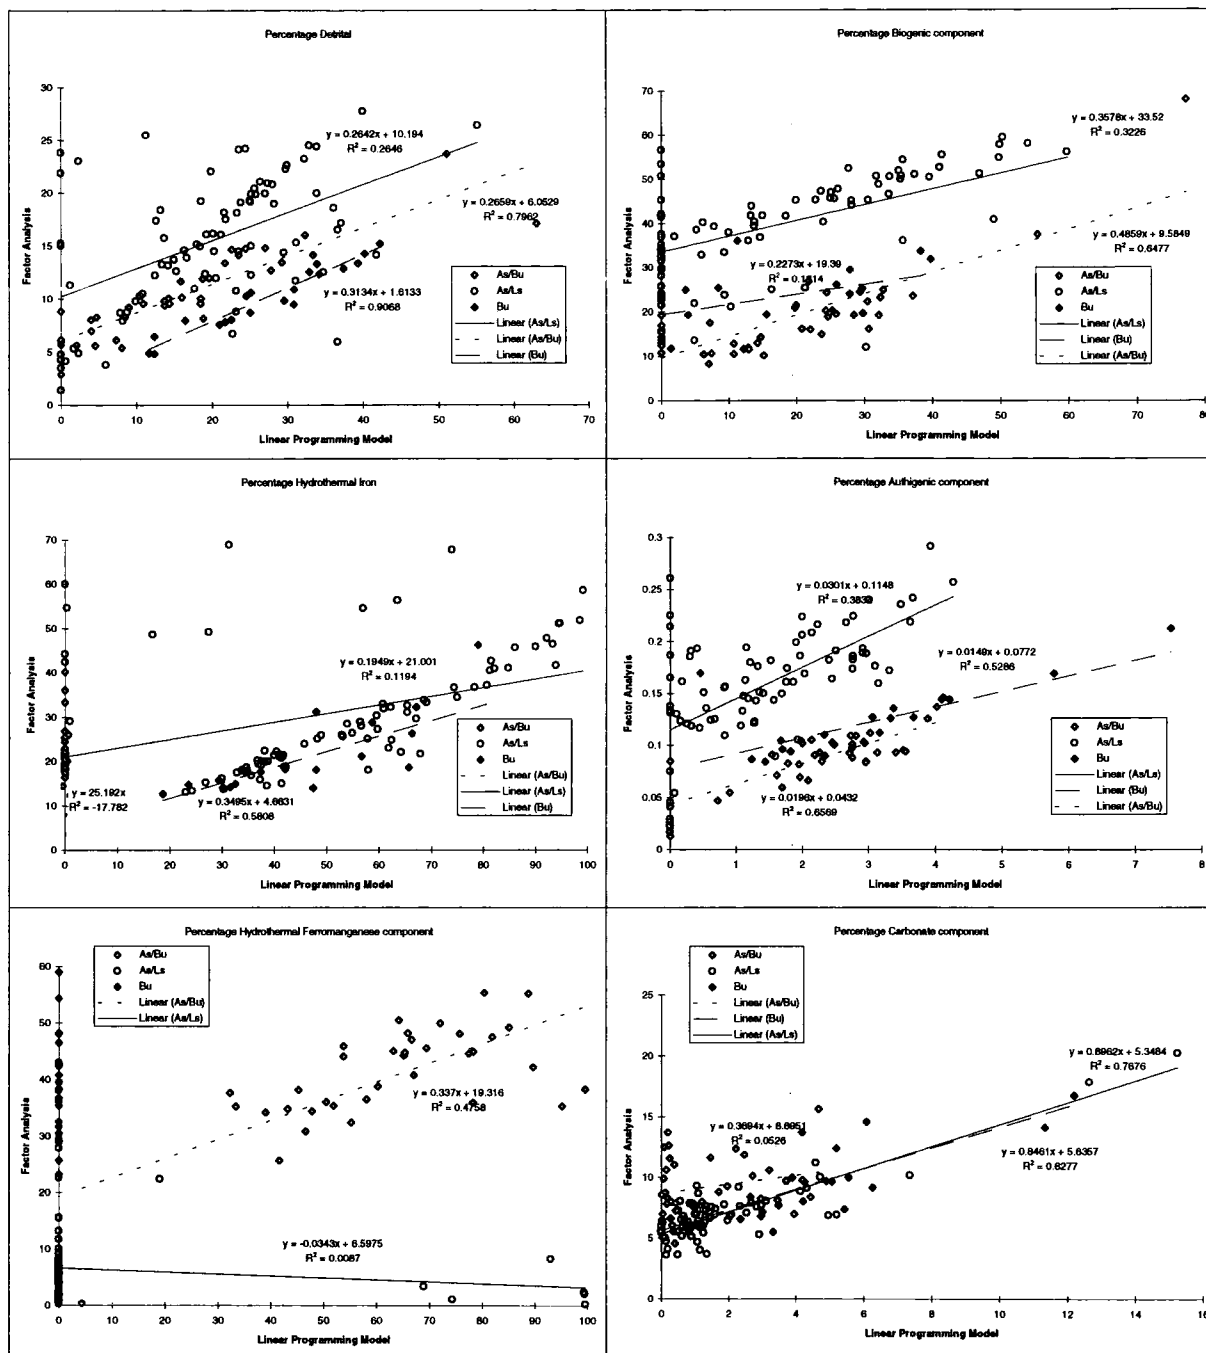 Percentage Detrital
Factor Analysis
30
25
20
15
10
5
0
y = 0.2642x + 10.194
R² = 0.2646
y = 0.2659x + 6.0529
R² = 0.7962
y = 0.3134x + 1.6133
R² = 0.9068
As/Bu
As/Ls
Bu
Linear (As/Ls)
Linear (As/Bu)
Linear (Bu)
0 10 20 30 40 50 60 70
Linear Programming Model
Percentage Biogenic component
Factor Analysis
70
60
50
40
30
20
10
0
y = 0.3578x + 33.52
R² = 0.3226
y = 0.4859x + 9.5849
R² = 0.6477
y = 0.2273x + 19.39
R² = 0.1814
As/Bu
As/Ls
Bu
Linear (As/Ls)
Linear (Bu)
Linear (As/Bu)
0 10 20 30 40 50 60 70 80
Linear Programming Model
Percentage Hydrothermal Iron
Factor Analysis
70
60
50
40
30
20
10
0
y = 0.1949x + 21.001
R² = 0.1194
y = 25.192x
R² = -17.782
y = 0.3495x + 4.6631
R² = 0.5808
As/Bu
As/Ls
Bu
Linear (As/Bu)
Linear (As/Ls)
Linear (Bu)
0 10 20 30 40 50 60 70 80 90 100
Linear Programming Model
Percentage Authigenic component
Factor Analysis
0.3
0.25
0.2
0.15
0.1
0.05
0
y = 0.0301x + 0.1148
y = 0.0149x + 0.0772
R² = 0.5286
y = 0.0196x + 0.0432
R² = 0.6569
As/Bu
As/Ls
Bu
Linear (As/Ls)
Linear (Bu)
Linear (As/Bu)
0 1 2 3 4 5 6 7 8
Linear Programming Model
Percentage Hydrothermal Ferromanganese component
As/Bu
As/Ls
Bu
Linear (As/Bu)
Linear (As/Ls)
Factor Analysis
60
50
40
30
20
10
0
y = 0.337x + 19.316
R² = 0.4758
y = -0.0343x + 6.5975
R² = 0.0087
0 10 20 30 40 50 60 70 80 90 100
Linear Programming Model
Percentage Carbonate component
As/Bu
As/Ls
Bu
Linear (As/Bu)
Linear (Bu)
Linear (As/Ls)
Factor Analysis
25
20
15
10
5
0
y = 0.8962x + 5.3484
R² = 0.7676
y = 0.3694x + 8.6951
R² = 0.0526
y = 0.8461x + 5.6357
R² = 0.6277
0 2 4 6 8 10 12 14 16
Linear Programming Model